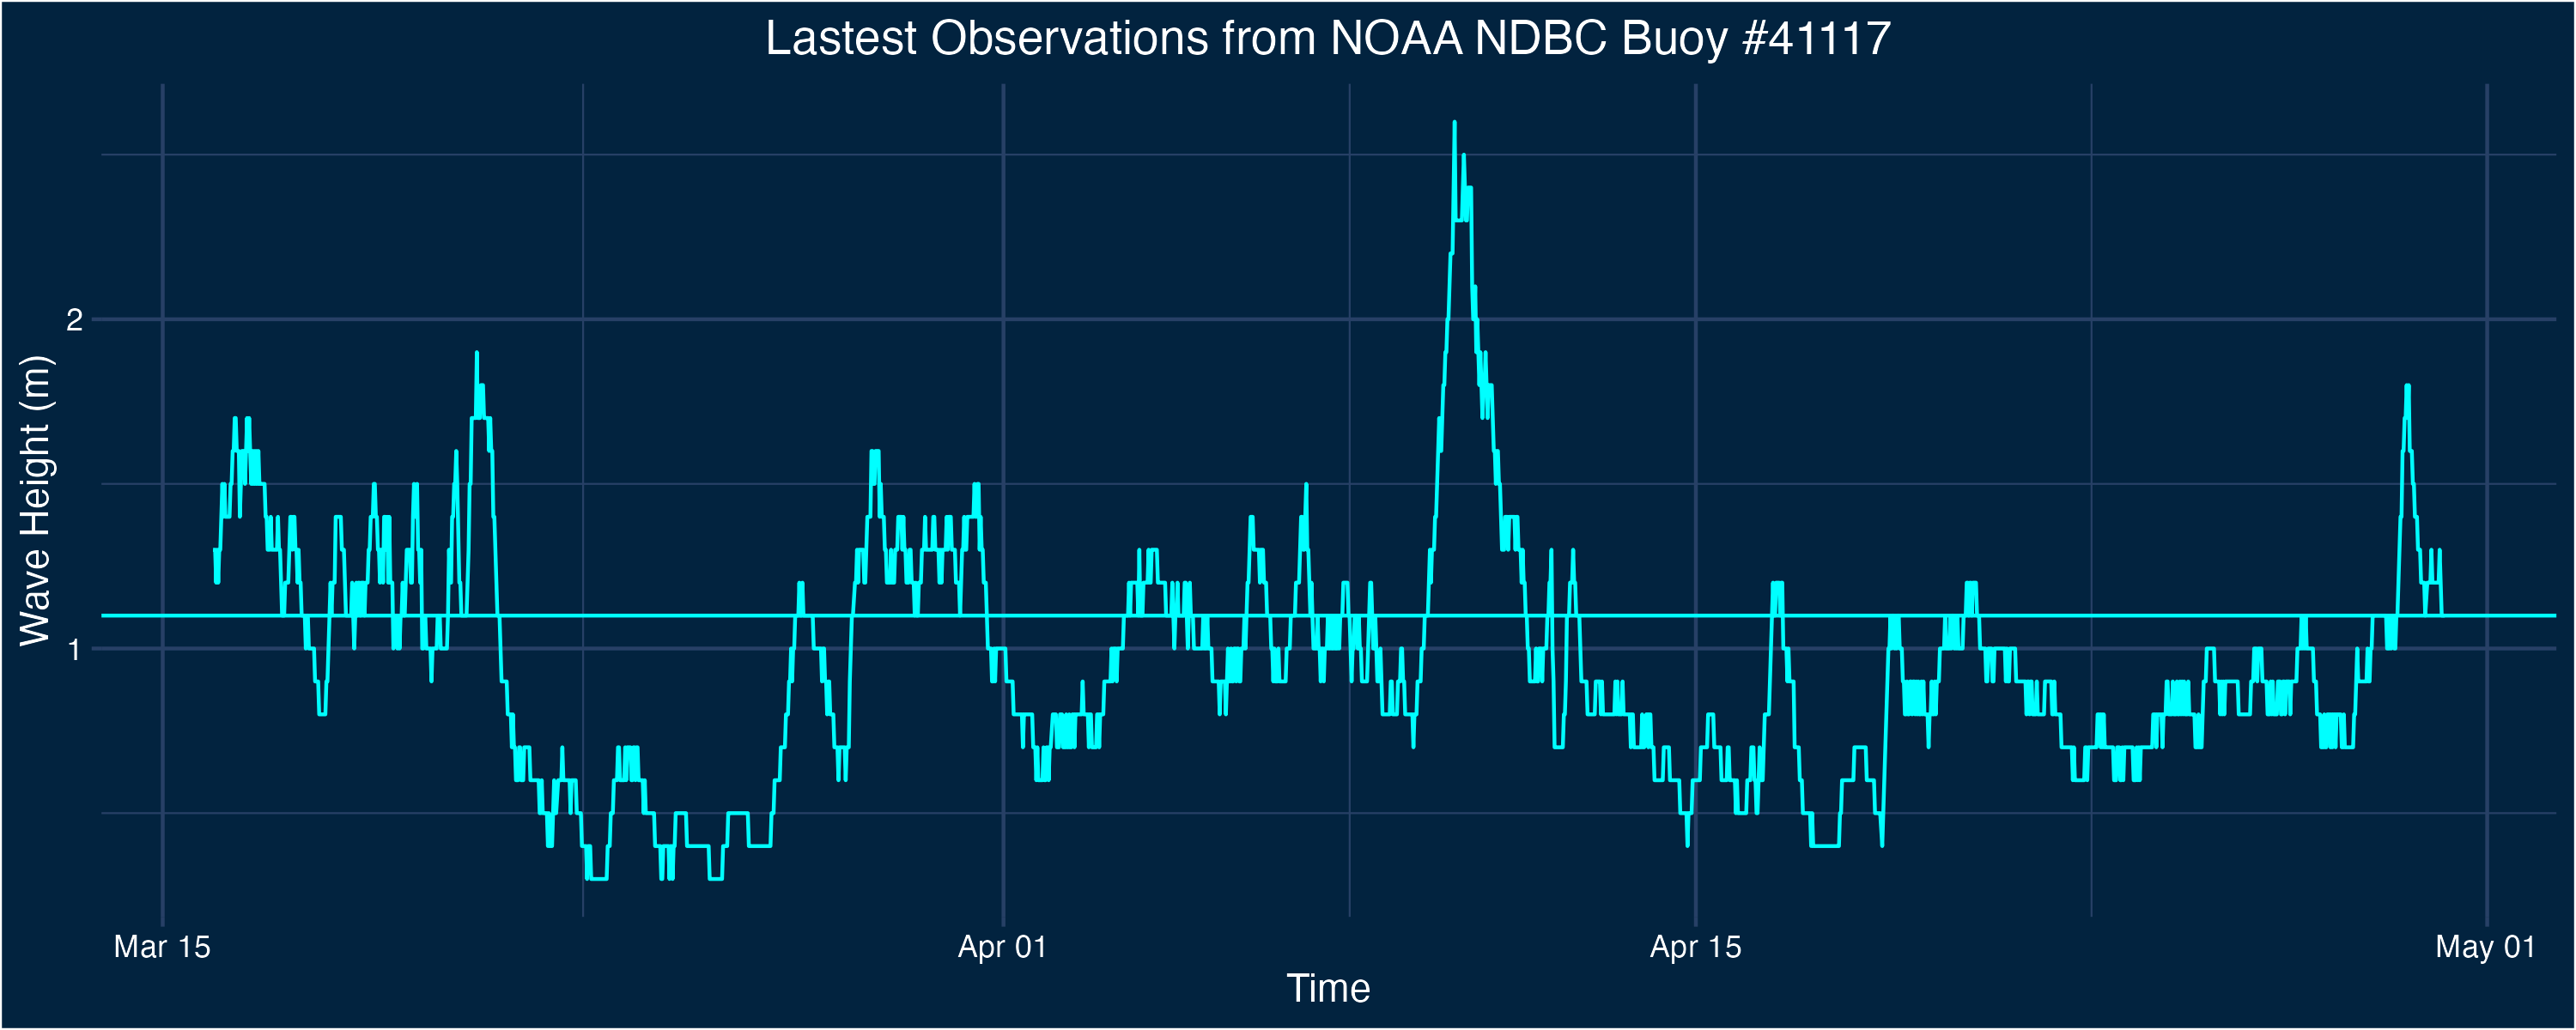 Lastest Observations from NOAA NDBC Buoy #41117
Wave Height (m)
2
1
Mar 15
Apr 01
Apr 15
May 01
Time